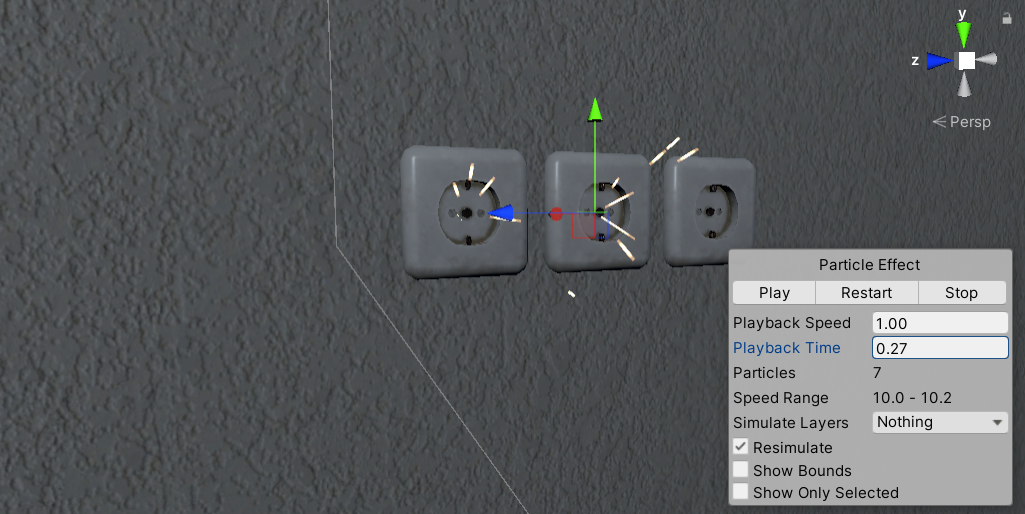 y
z
Persp
Particle Effect
Play Restart Stop
Playback Speed 1.00
Playback Time 0.27
Particles 7
Speed Range 10.0 - 10.2
Simulate Layers Nothing
Resimulate
Show Bounds
Show Only Selected